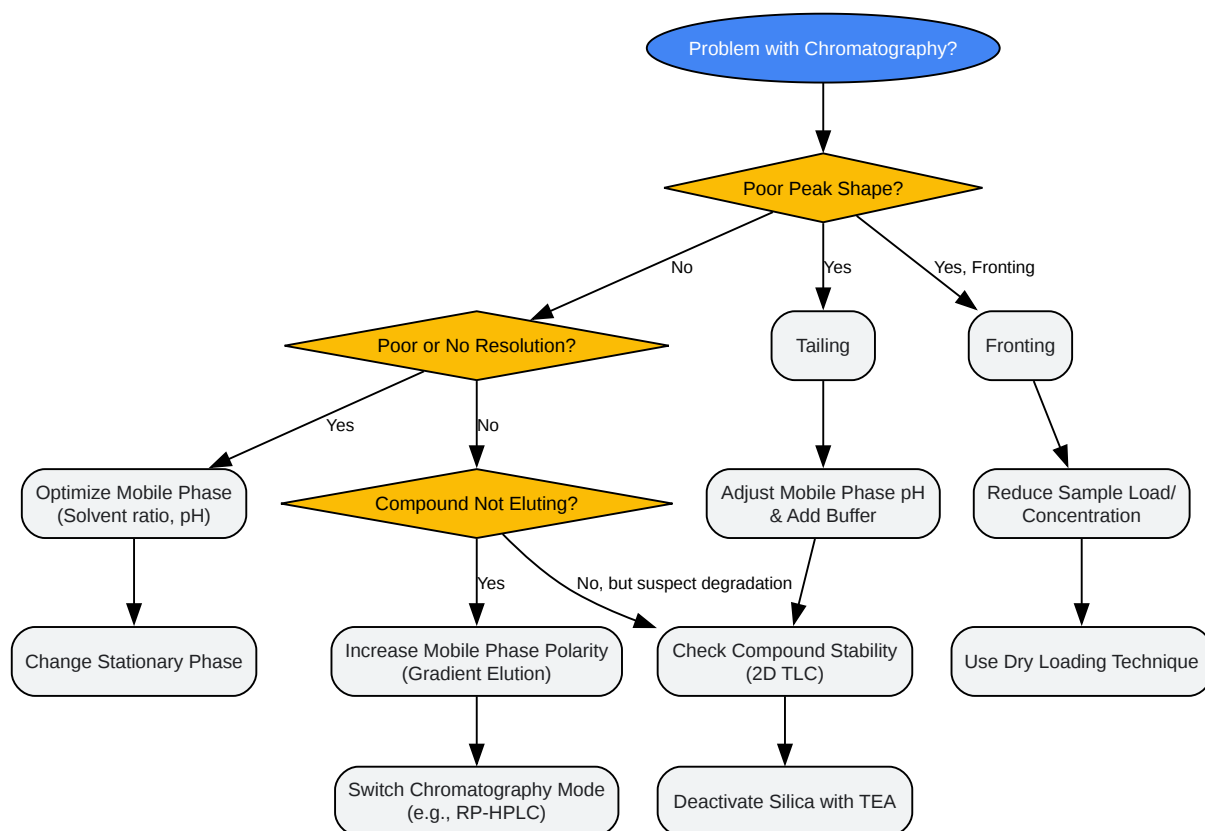 Problem with Chromatography?
Poor Peak Shape?
No
Yes
Yes, Fronting
Poor or No Resolution?
Tailing
Fronting
Yes
No
Optimize Mobile Phase
(Solvent ratio, pH)
Compound Not Eluting?
Adjust Mobile Phase pH
& Add Buffer
Reduce Sample Load/
Concentration
Yes
No, but suspect degradation
Change Stationary Phase
Increase Mobile Phase Polarity
(Gradient Elution)
Check Compound Stability
(2D TLC)
Use Dry Loading Technique
Switch Chromatography Mode
(e.g., RP-HPLC)
Deactivate Silica with TEA